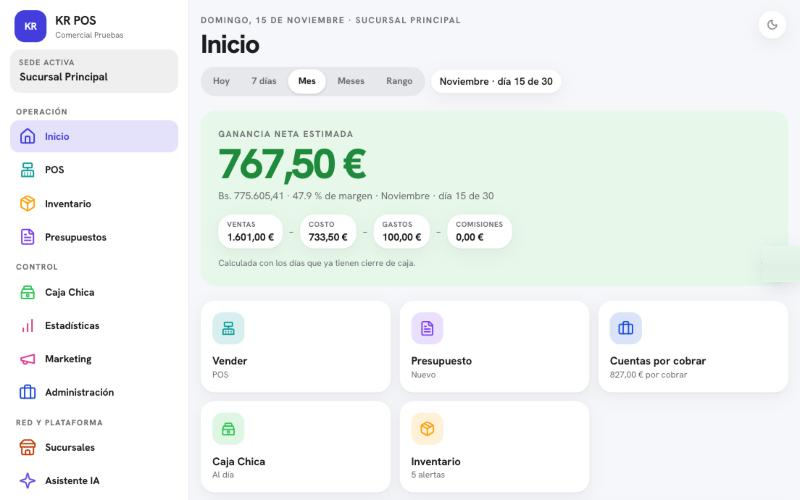 KR
KR POS
Comercial Pruebas
SEDE ACTIVA
Sucursal Principal
OPERACIÓN
Inicio
POS
Inventario
Presupuestos
CONTROL
Caja Chica
Estadísticas
Marketing
Administración
RED Y PLATAFORMA
Sucursales
Asistente IA
DOMINGO, 15 DE NOVIEMBRE · SUCURSAL PRINCIPAL
Inicio
Hoy 7 días Mes Meses Rango Noviembre · día 15 de 30
GANANCIA NETA ESTIMADA
767,50 €
Bs. 775.605,41 · 47.9 % de margen · Noviembre · día 15 de 30
VENTAS COSTO GASTOS COMISIONES
1.601,00 € – 733,50 € – 100,00 € – 0,00 €
Calculada con los días que ya tienen cierre de caja.
Vender
POS
Presupuesto
Nuevo
Cuentas por cobrar
827,00 € por cobrar
Caja Chica
Al día
Inventario
5 alertas